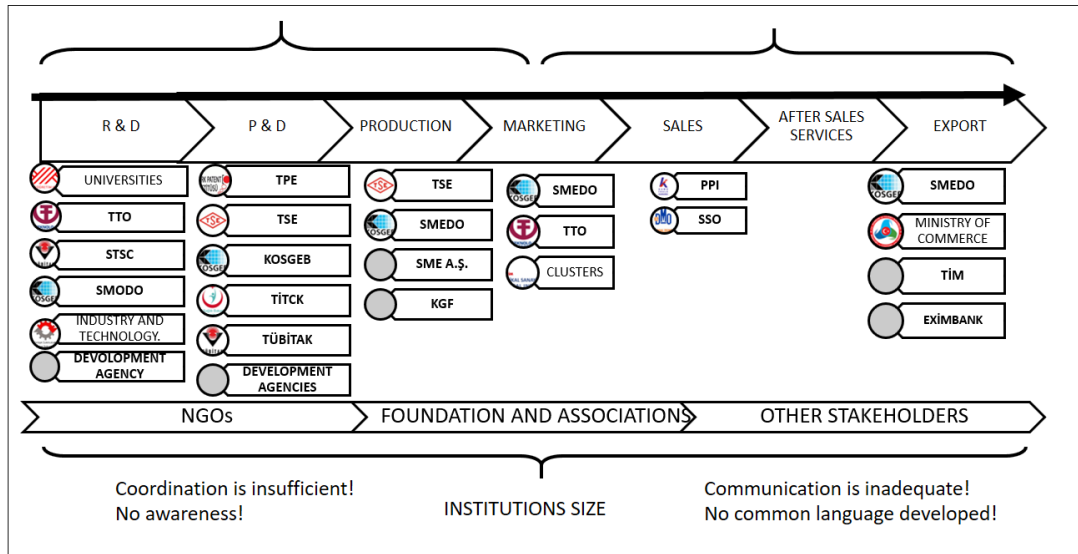 R & D
P & D
PRODUCTION
MARKETING
SALES
AFTER SALES
SERVICES
EXPORT
UNIVERSITIES
TTO
STSC
SMODO
INDUSTRY AND
TECHNOLOGY.
DEVOLOPMENT
AGENCY
TPE
TSE
KOSGEB
TİTCK
TÜBİTAK
DEVELOPMENT
AGENCIES
TSE
SMEDO
SME A.Ş.
KGF
SMEDO
TTO
CLUSTERS
PPI
SSO
SMEDO
MINISTRY OF
COMMERCE
TİM
EXIMBANK
NGOs
FOUNDATION AND ASSOCIATIONS
OTHER STAKEHOLDERS
Coordination is insufficient!
No awareness!
INSTITUTIONS SIZE
Communication is inadequate!
No common language developed!